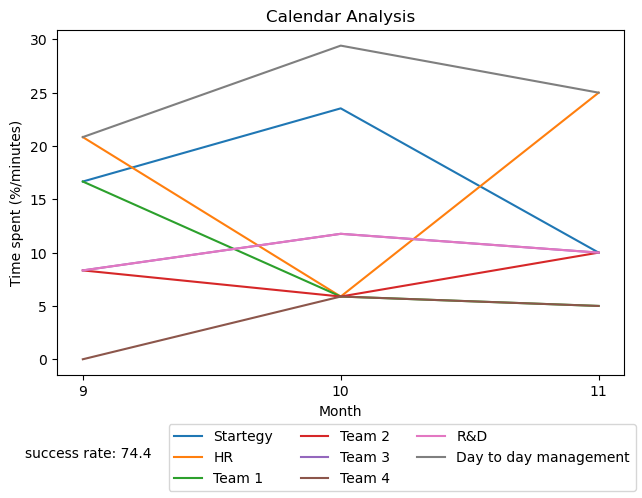 Calendar Analysis
Time spent (%/minutes)
30
25
20
15
10
5
0
9
10
11
Month
success rate: 74.4
Startegy
HR
Team 1
Team 2
Team 3
Team 4
R&D
Day to day management